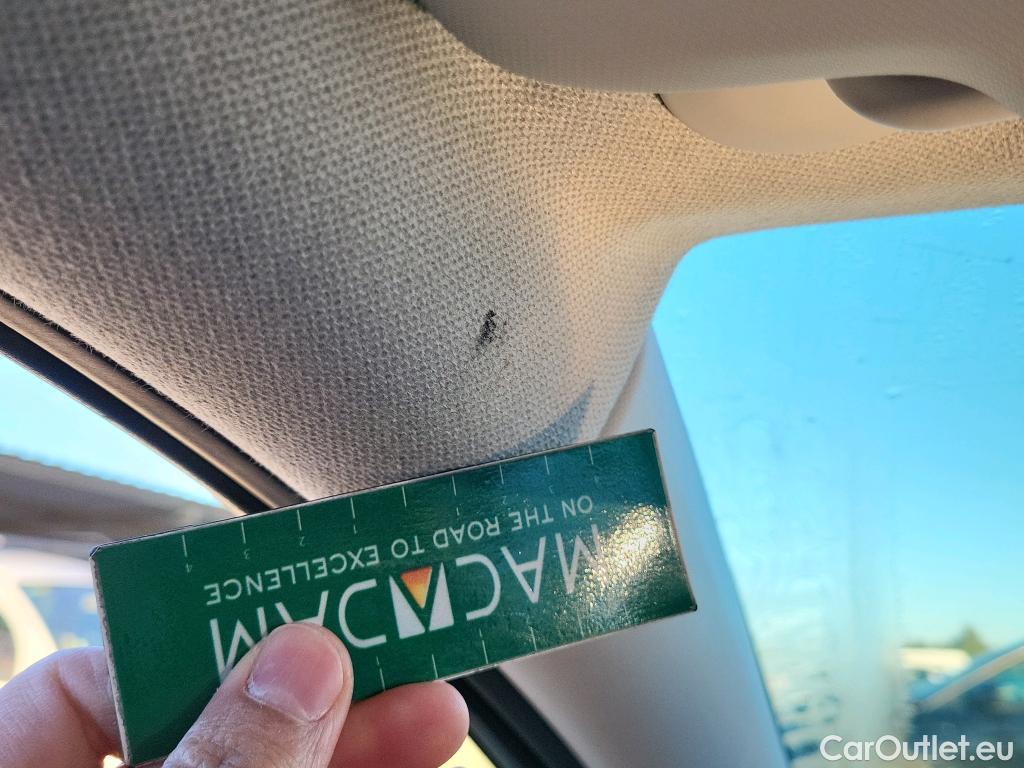 MACADAM
ON THE ROAD TO EXCELLENCE
CarOutlet.eu